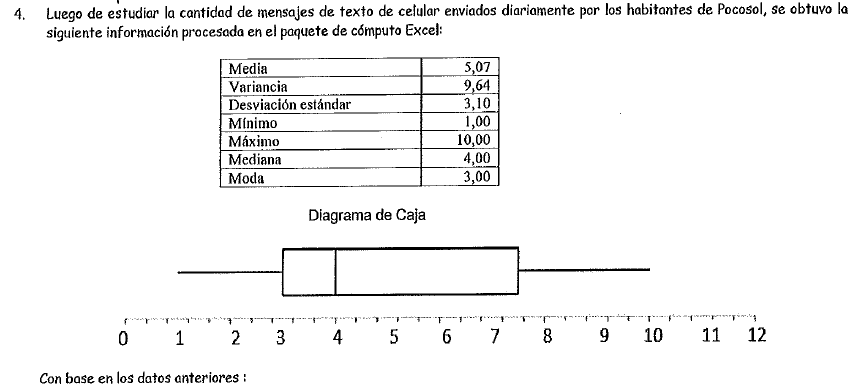 4. Luego de estudiar la cantidad de mensajes de texto de celular enviados diariamente por los habitantes de Pocosol, se obtuvo la
siguiente información procesada en el paquete de cómputo Excel:
Media 5,07
Variancia 9,64
Desviación estándar 3,10
Mínimo 1,00
Máximo 10,00
Mediana 4,00
Moda 3,00
Diagrama de Caja
0 1 2 3 4 5 6 7 8 9 10 11 12
Con base en los datos anteriores :